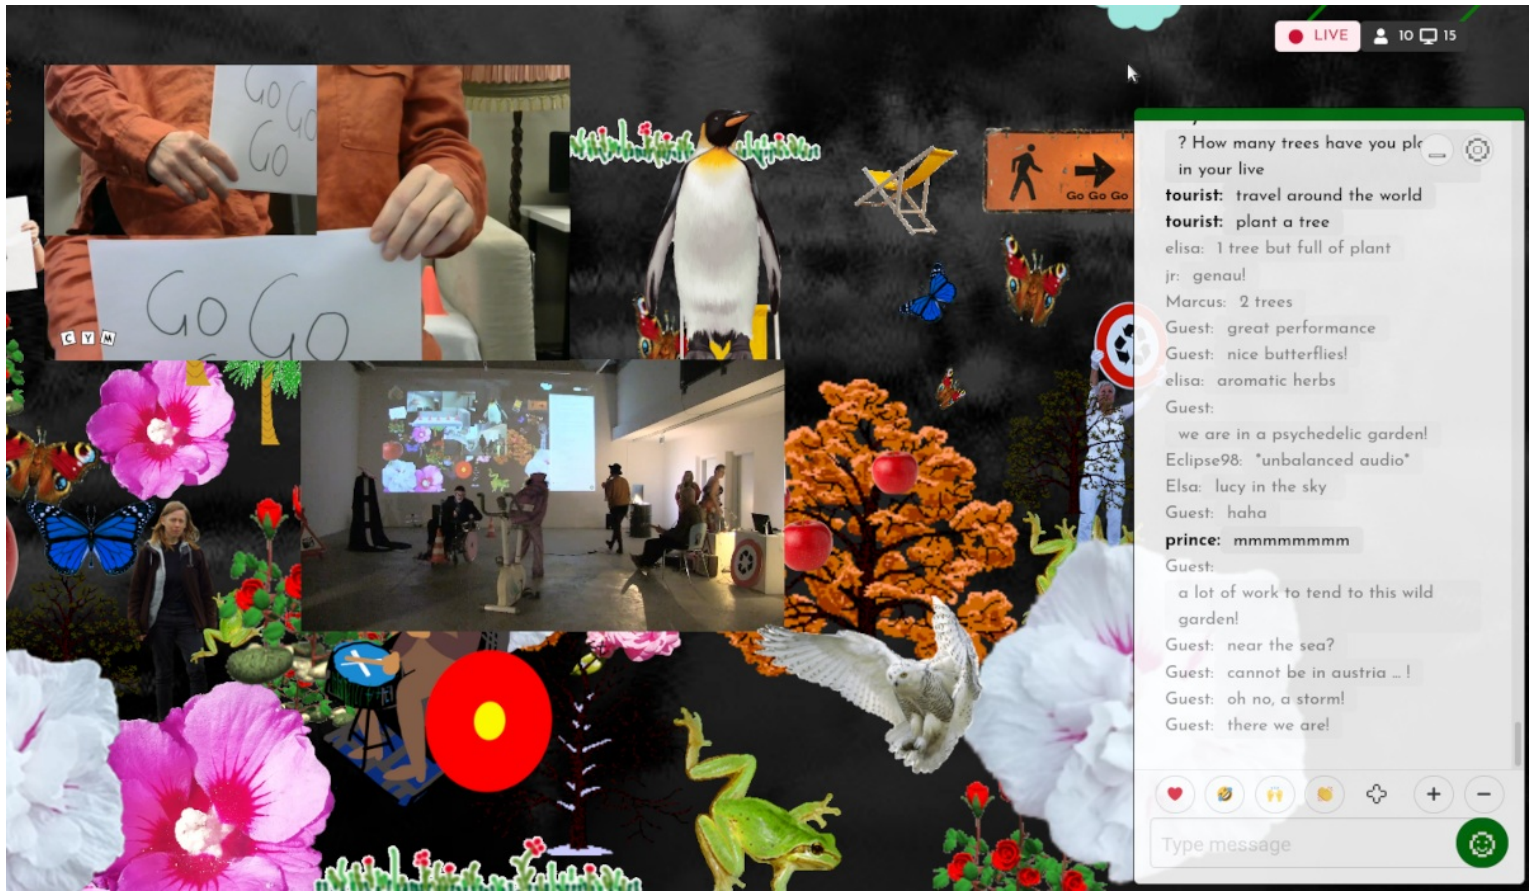 LIVE 10 15
GO
GO
GO
GO GO
C Y M
Go Go Go
? How many trees have you
in your live
tourist: travel around the world
tourist: plant a tree
elisa: 1 tree but full of plant
jr: genau!
Marcus: 2 trees
Guest: great performance
Guest: nice butterflies!
elisa: aromatic herbs
Guest:
we are in a psychedelic garden!
Eclipse98: *unbalanced audio*
Elsa: lucy in the sky
Guest: haha
prince: mmmmmmmmm
Guest:
a lot of work to tend to this wild
garden!
Guest: near the sea?
Guest: cannot be in austria ... !
Guest: oh no, a storm!
Guest: there we are!
Type message